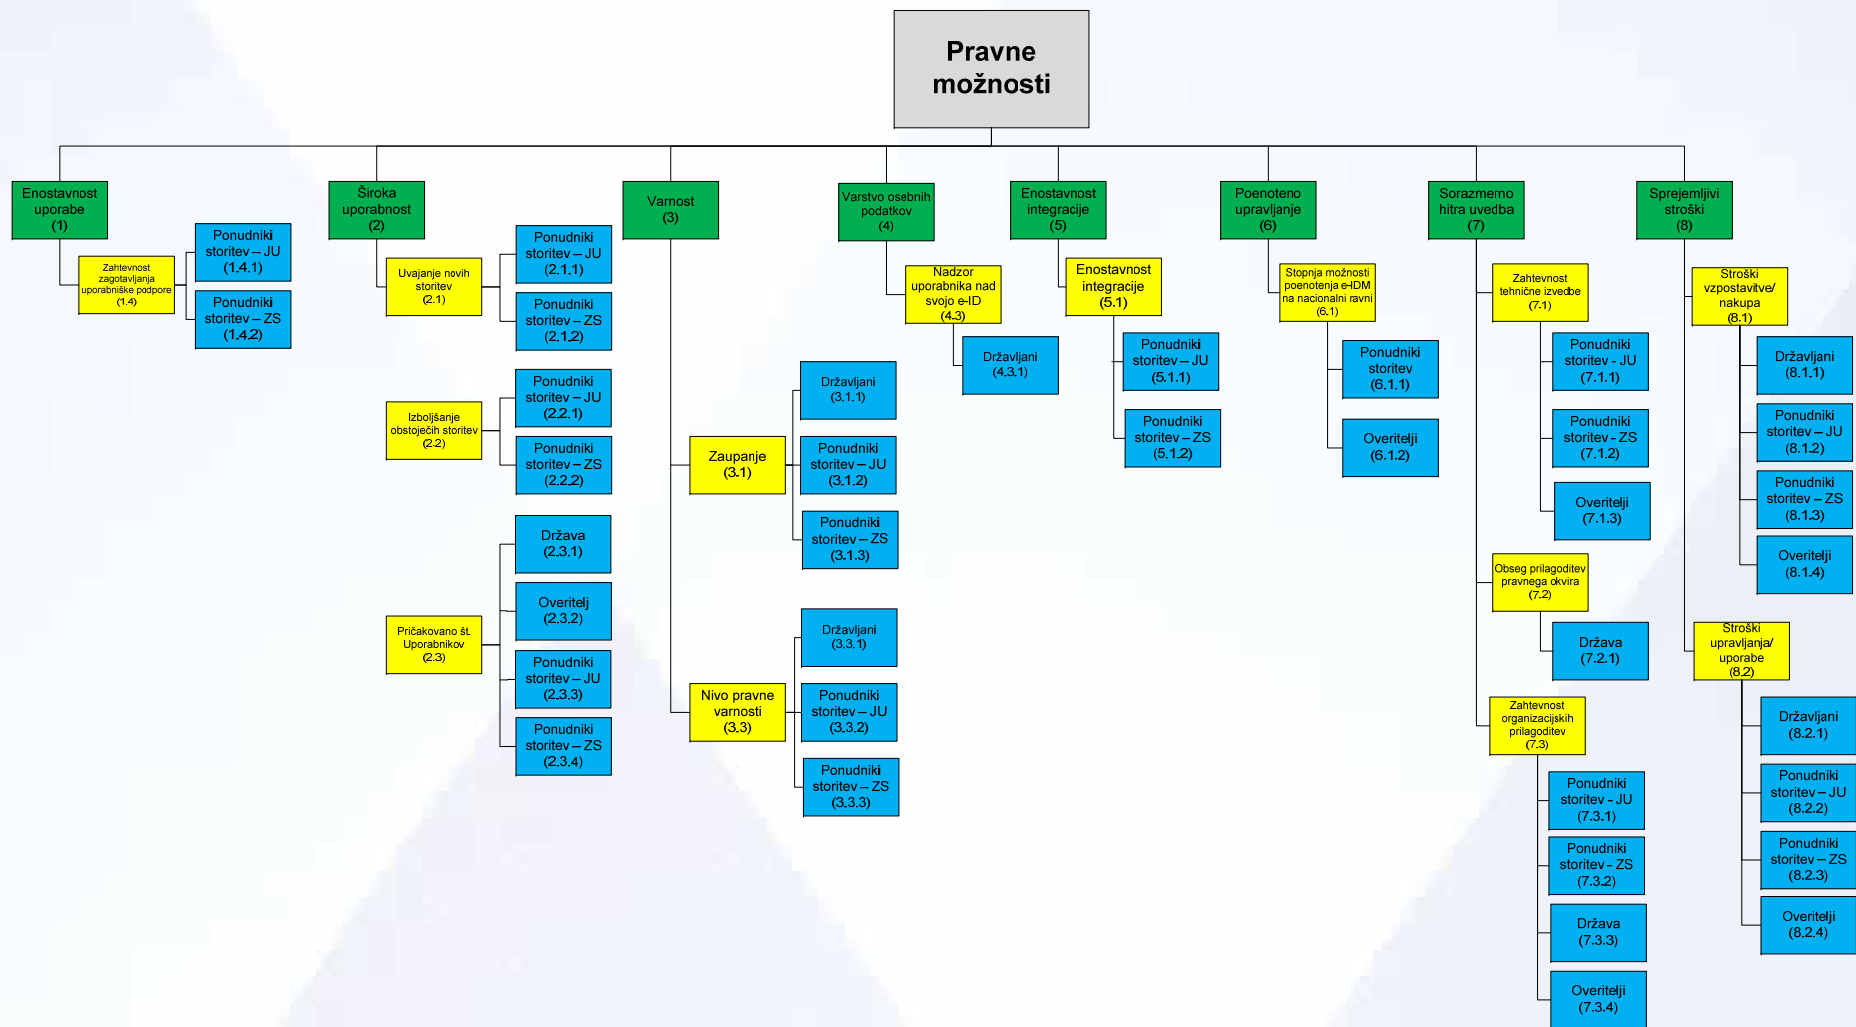 Pravne
možnosti
Enostavnost
uporabe
(1)
Zahtevnost
zagotavljanja
uporabniške podpore
(1.4)
Ponudniki
storitev – JU
(1.4.1)
Ponudniki
storitev – ZS
(1.4.2)
Široka
uporabnost
(2)
Uvajanje novih
storitev
(2.1)
Ponudniki
storitev – JU
(2.1.1)
Ponudniki
storitev – ZS
(2.1.2)
Izboljšanje
obstoječih storitev
(2.2)
Ponudniki
storitev – JU
(2.2.1)
Ponudniki
storitev – ZS
(2.2.2)
Pričakovano št.
Uporabnikov
(2.3)
Država
(2.3.1)
Overitelj
(2.3.2)
Ponudniki
storitev – JU
(2.3.3)
Ponudniki
storitev – ZS
(2.3.4)
Varnost
(3)
Zaupanje
(3.1)
Državljani
(3.1.1)
Ponudniki
storitev – JU
(3.1.2)
Ponudniki
storitev – ZS
(3.1.3)
Nivo pravne
varnosti
(3.3)
Državljani
(3.3.1)
Ponudniki
storitev – JU
(3.3.2)
Ponudniki
storitev – ZS
(3.3.3)
Varstvo osebnih
podatkov
(4)
Nadzor
uporabnika nad
svojo e-ID
(4.3)
Državljani
(4.3.1)
Enostavnost
integracije
(5)
Enostavnost
integracije
(5.1)
Ponudniki
storitev – JU
(5.1.1)
Ponudniki
storitev – ZS
(5.1.2)
Poenoteno
upravljanje
(6)
Stopnja možnosti
poenotenja e-IDM
na nacionalni ravni
(6.1)
Ponudniki
storitev
(6.1.1)
Overitelji
(6.1.2)
Sorazmerno
hitra uvedba
(7)
Zahtevnost
tehnične izvedbe
(7.1)
Ponudniki
storitev - JU
(7.1.1)
Ponudniki
storitev - ZS
(7.1.2)
Overitelji
(7.1.3)
Obseg prilagoditev
pravnega okvira
(7.2)
Država
(7.2.1)
Zahtevnost
organizacijskih
prilagoditev
(7.3)
Ponudniki
storitev - JU
(7.3.1)
Ponudniki
storitev - ZS
(7.3.2)
Država
(7.3.3)
Overitelji
(7.3.4)
Sprejemljivi
stroški
(8)
Stroški
vzpostavitve/
nakupa
(8.1)
Državljani
(8.1.1)
Ponudniki
storitev – JU
(8.1.2)
Ponudniki
storitev – ZS
(8.1.3)
Overitelji
(8.1.4)
Stroški
upravljanja/
uporabe
(8.2)
Državljani
(8.2.1)
Ponudniki
storitev – JU
(8.2.2)
Ponudniki
storitev – ZS
(8.2.3)
Overitelji
(8.2.4)